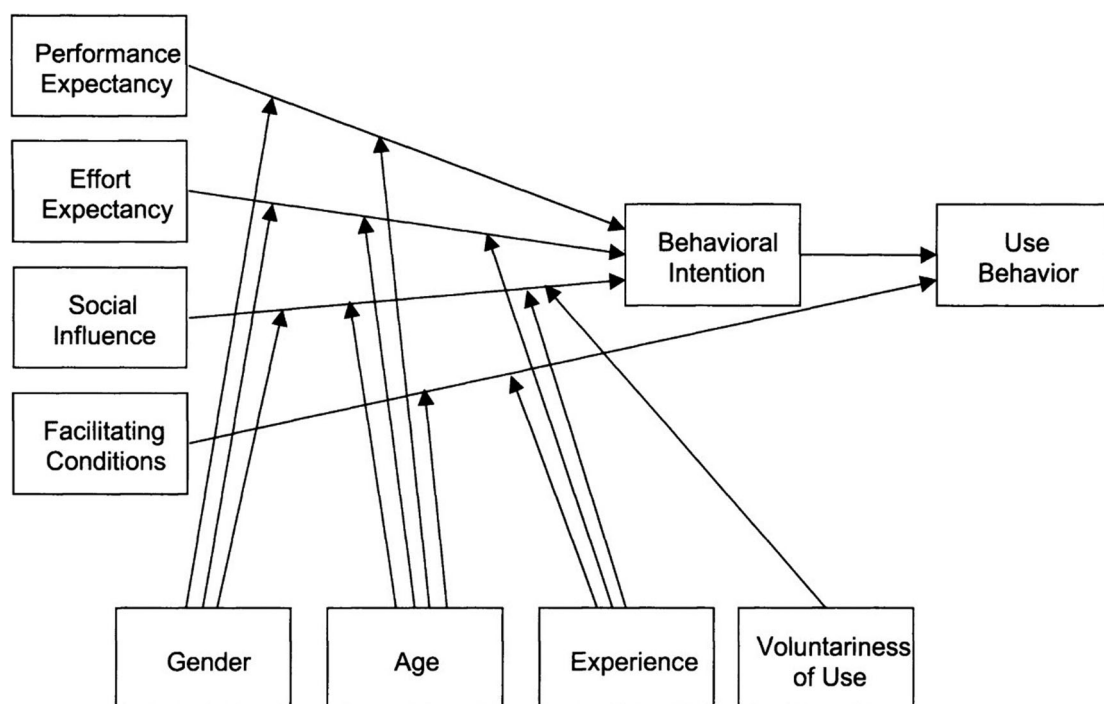 Performance
Expectancy
Effort
Expectancy
Social
Influence
Facilitating
Conditions
Behavioral
Intention
Use
Behavior
Gender
Age
Experience
Voluntariness
of Use